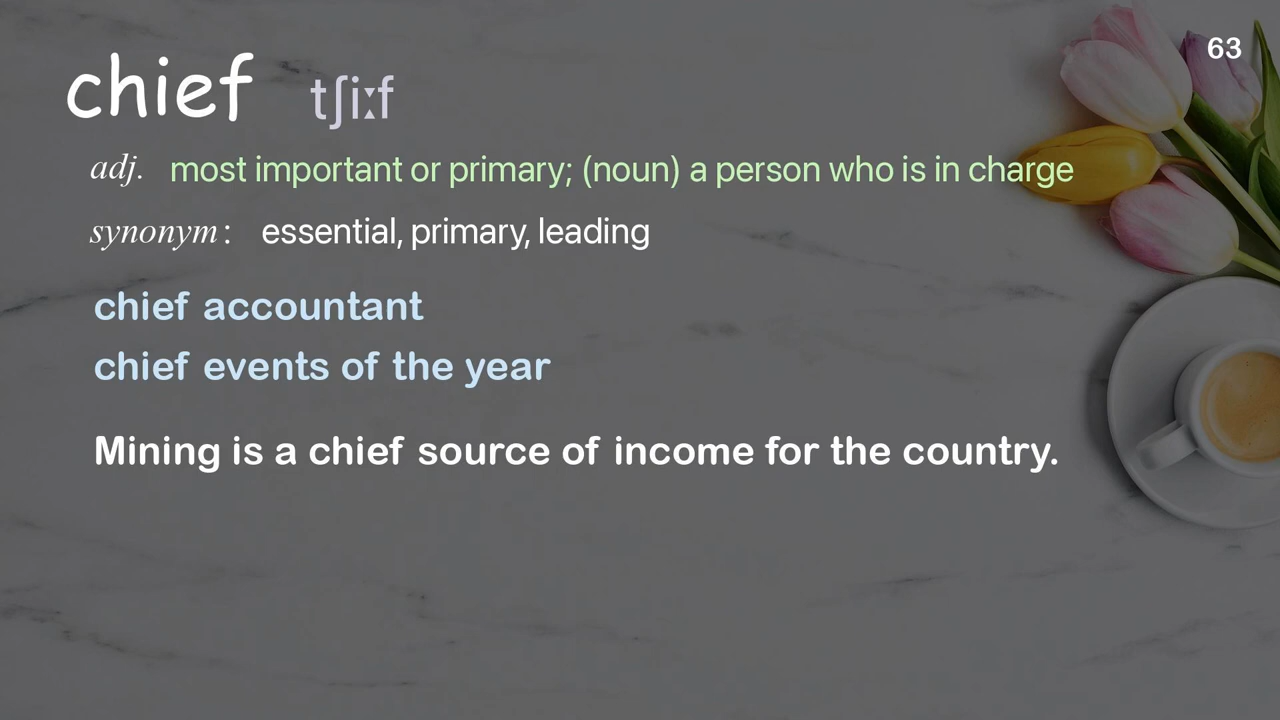 63
chief tʃiːf
adj. most important or primary; (noun) a person who is in charge
synonym: essential, primary, leading
chief accountant
chief events of the year
Mining is a chief source of income for the country.